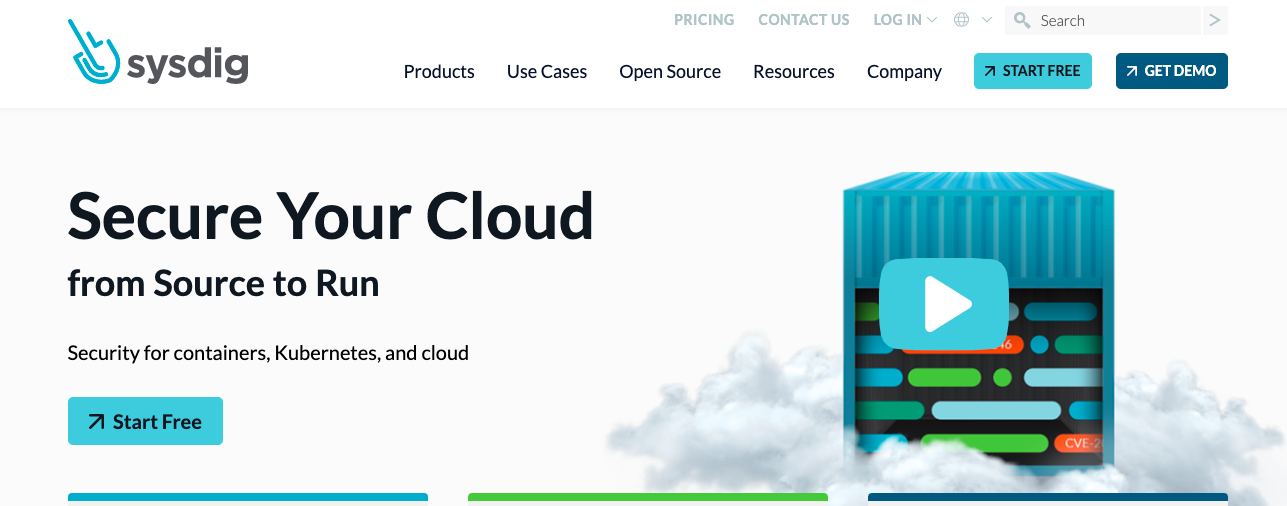 PRICING CONTACT US LOG IN Search >
sysdig
Products Use Cases Open Source Resources Company START FREE GET DEMO
Secure Your Cloud
from Source to Run
Security for containers, Kubernetes, and cloud
Start Free
CVE-20